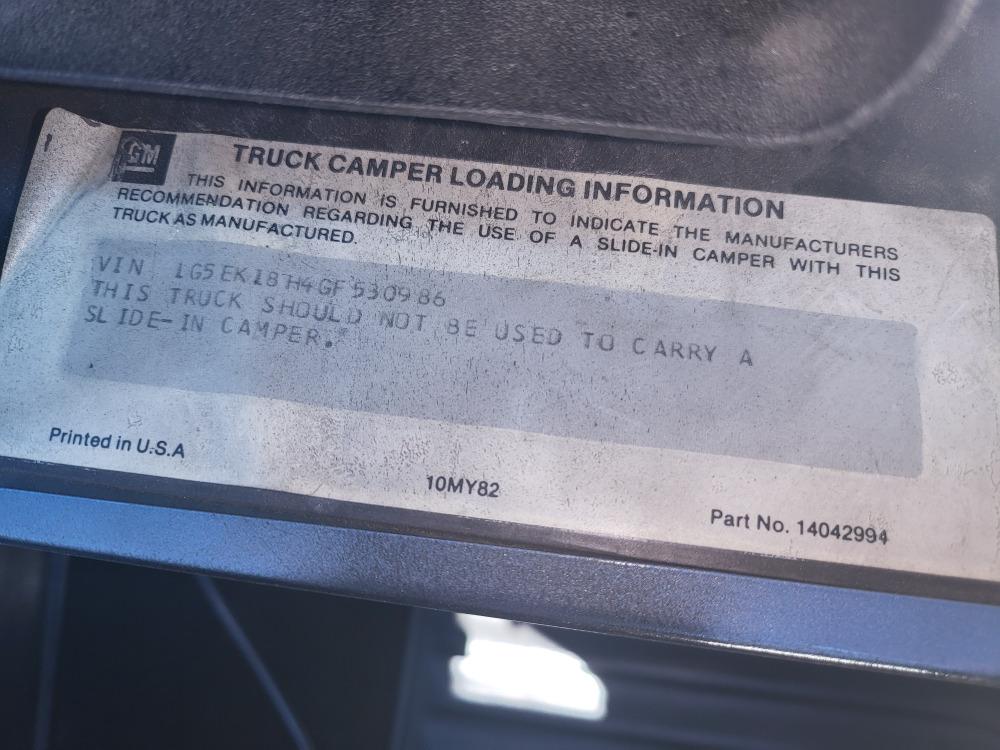 GM
TRUCK CAMPER LOADING INFORMATION
THIS INFORMATION IS FURNISHED TO INDICATE THE MANUFACTURERS
RECOMMENDATION REGARDING THE USE OF A SLIDE-IN CAMPER WITH THIS
TRUCK AS MANUFACTURED.
VIN 1G5EK18H4GF530986
THIS TRUCK SHOULD NOT BE USED TO CARRY A
SLIDE-IN CAMPER.
Printed in U.S.A
10MY82
Part No. 14042994